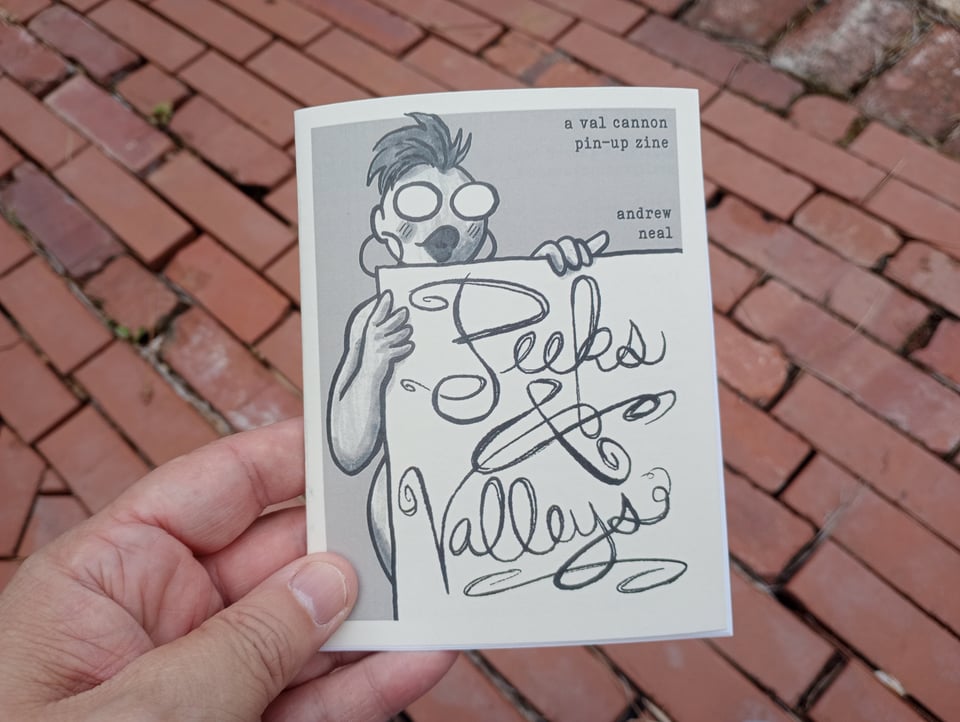 a val cannon
pin-up zine
andrew
neal
Peeks
&
Valleys